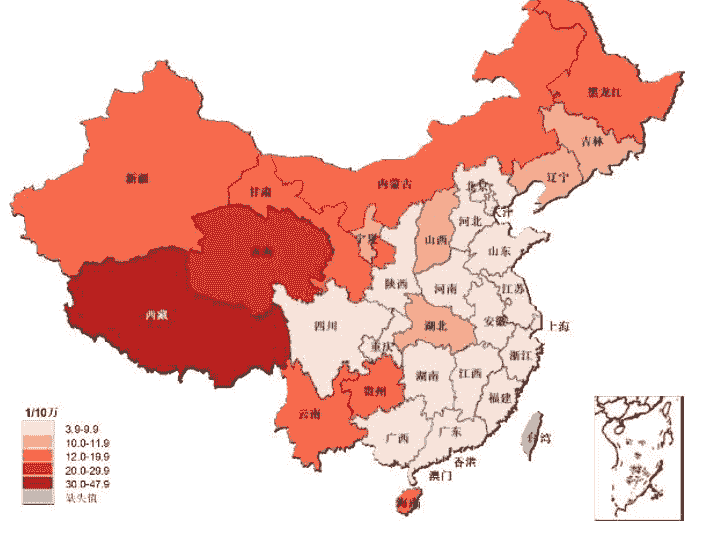 黑龙江
吉林
新疆
内蒙古
辽宁
甘肃
北京
天津
河北
宁夏
山西
青海
山东
陕西
河南
江苏
西藏
四川
湖北
安徽
上海
重庆
浙江
湖南
江西
贵州
福建
云南
广西
广东
台湾
香港
澳门
海南
1/10万
3.9-9.9
10.0-11.9
12.0-19.9
20.0-29.9
30.0-47.9
缺失值